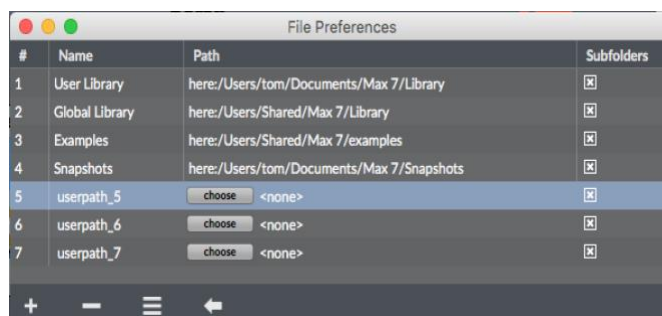 File Preferences
# Name Path Subfolders
1 User Library here:/Users/tom/Documents/Max 7/Library
2 Global Library here:/Users/Shared/Max 7/Library
3 Examples here:/Users/Shared/Max 7/examples
4 Snapshots here:/Users/tom/Documents/Max 7/Snapshots
5 userpath_5 choose <none>
6 userpath_6 choose <none>
7 userpath_7 choose <none>